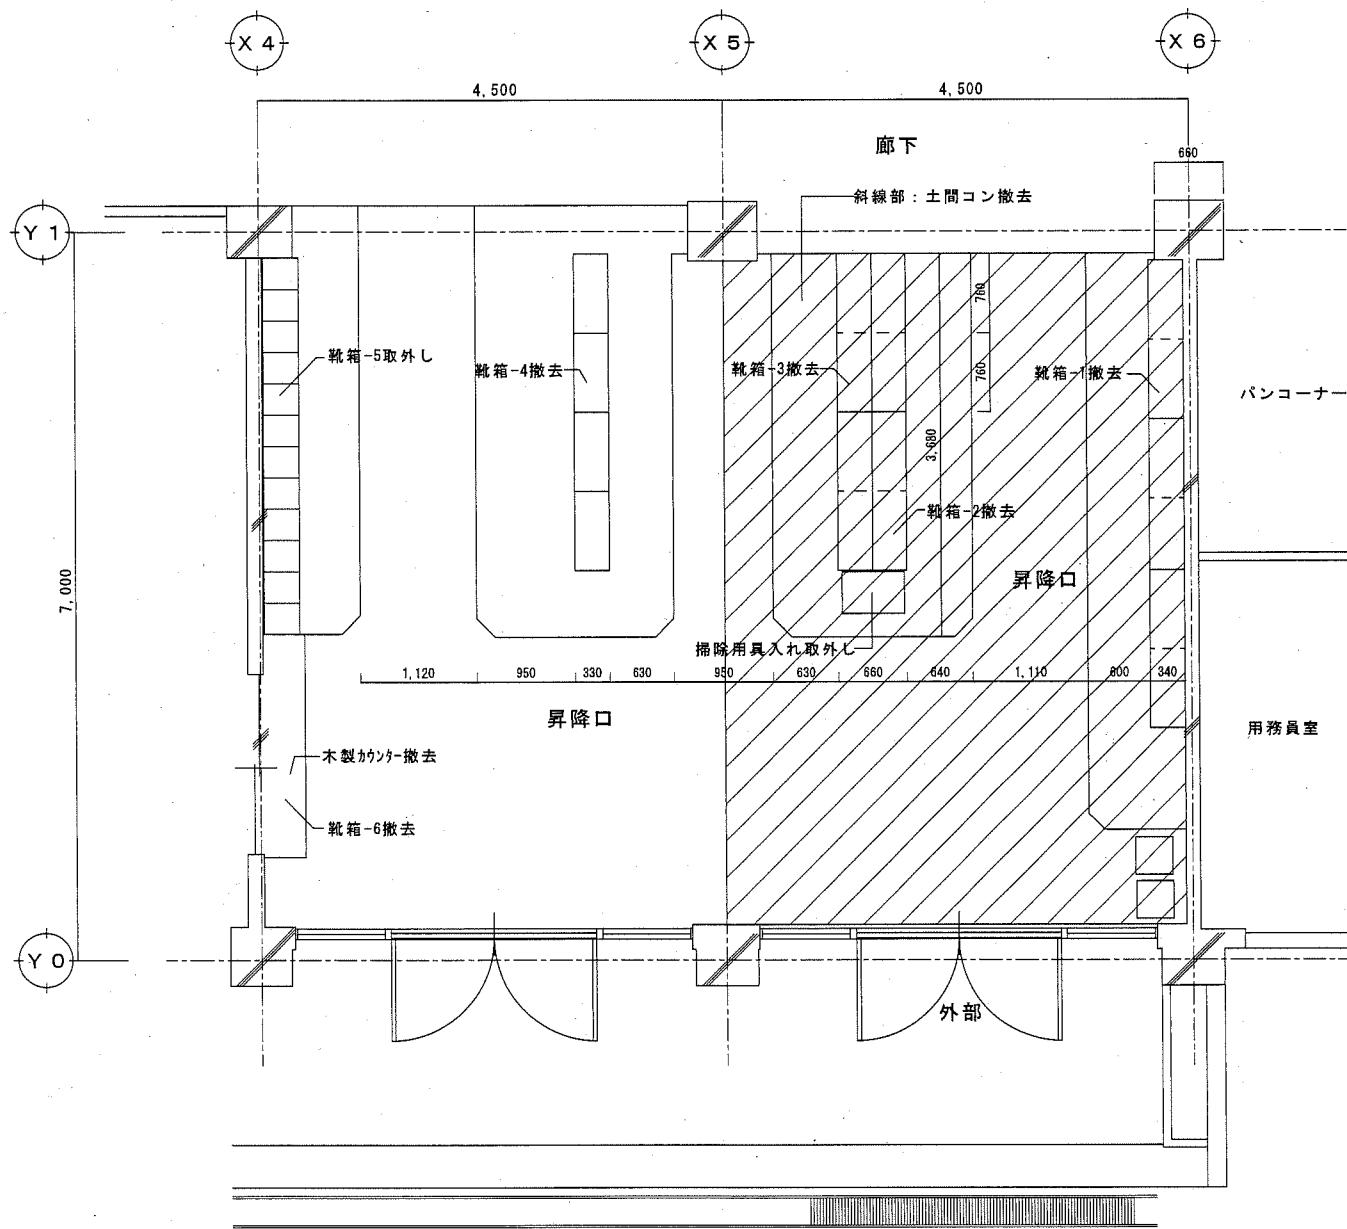 X 4
X 5
X 6
4,500
4,500
廊下
660
斜線部：土間コン撤去
Y 1
760
靴箱-5取外し
靴箱-4撤去
靴箱-3撤去
760
靴箱-1撤去
パンコーナー
3,680
靴箱-2撤去
昇降口
7,000
掃除用具入れ取外し
1,120
950
330
630
950
630
660
640
1,110
600
340
昇降口
用務員室
木製カウンター撤去
靴箱-6撤去
Y 0
外部